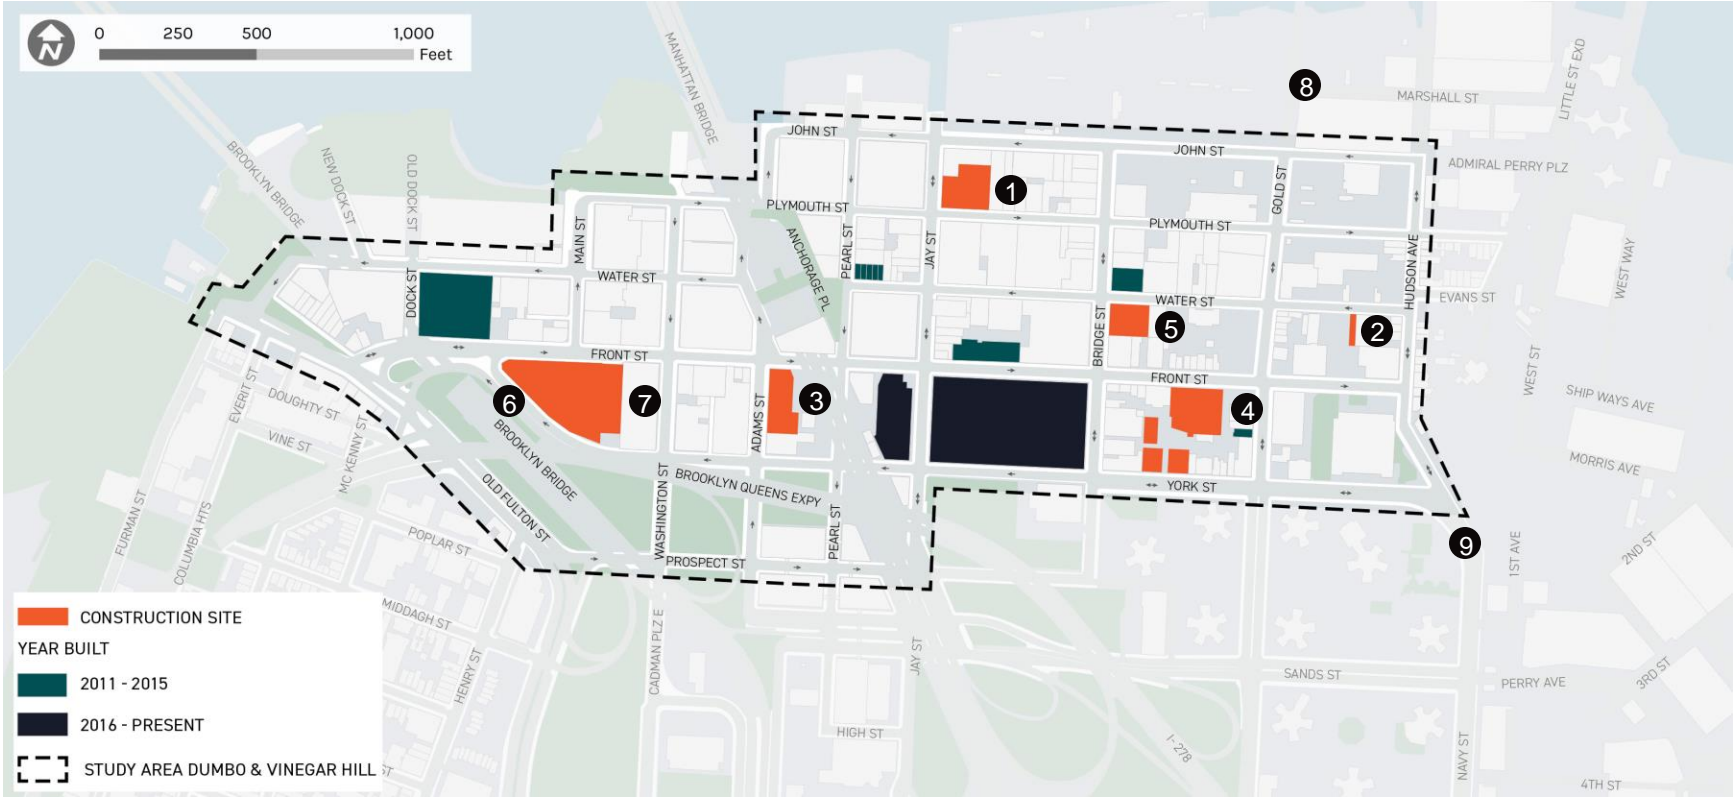 N
0 250 500 1,000
Feet
MANHATTAN BRIDGE
LITTLE ST EXD
8
MARSHALL ST
JOHN ST
JOHN ST
ADMIRAL PERRY PLZ
BROOKLYN BRIDGE
NEW DOCK ST
OLD DOCK ST
1
GOLD ST
PLYMOUTH ST
PLYMOUTH ST
MAIN ST
PEARL ST
JAY ST
ANCHORAGE PL
HUDSON AVE
WEST WAY
WATER ST
DOCK ST
WATER ST
EVANS ST
BRIDGE ST
5
2
FRONT ST
FRONT ST
WEST ST
EVERIT ST
DOUGHTY ST
6
7
ADAMS ST
3
4
SHIP WAYS AVE
VINE ST
MC KENNY ST
BROOKLYN BRIDGE
MORRIS AVE
OLD FULTON ST
WASHINGTON ST
BROOKLYN QUEENS EXPY
YORK ST
FURMAN ST
COLUMBIA HTS
POPLAR ST
PEARL ST
9
1ST AVE
2ND ST
PROSPECT ST
MIDDAGH ST
HENRY ST
CADMAN PLZ E
JAY ST
SANDS ST
PERRY AVE
3RD ST
HIGH ST
I- 278
NAVY ST
4TH ST
CONSTRUCTION SITE
YEAR BUILT
2011 - 2015
2016 - PRESENT
STUDY AREA DUMBO & VINEGAR HILL
ST